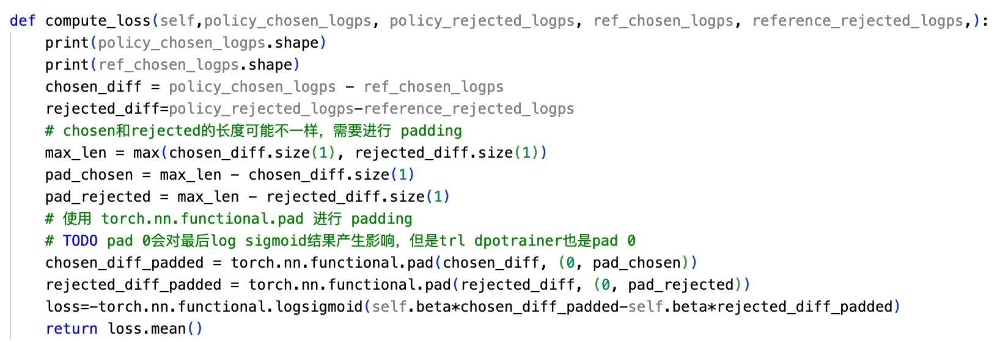 def compute_loss(self,policy_chosen_logps, policy_rejected_logps, ref_chosen_logps, reference_rejected_logps,):
    print(policy_chosen_logps.shape)
    print(ref_chosen_logps.shape)
    chosen_diff = policy_chosen_logps - ref_chosen_logps
    rejected_diff=policy_rejected_logps-reference_rejected_logps
    # chosen和rejected的长度可能不一样，需要进行 padding
    max_len = max(chosen_diff.size(1), rejected_diff.size(1))
    pad_chosen = max_len - chosen_diff.size(1)
    pad_rejected = max_len - rejected_diff.size(1)
    # 使用 torch.nn.functional.pad 进行 padding
    # TODO pad 0会对最后log sigmoid结果产生影响，但是trl dpotrainer也是pad 0
    chosen_diff_padded = torch.nn.functional.pad(chosen_diff, (0, pad_chosen))
    rejected_diff_padded = torch.nn.functional.pad(rejected_diff, (0, pad_rejected))
    loss=-torch.nn.functional.logsigmoid(self.beta*chosen_diff_padded-self.beta*rejected_diff_padded)
    return loss.mean()